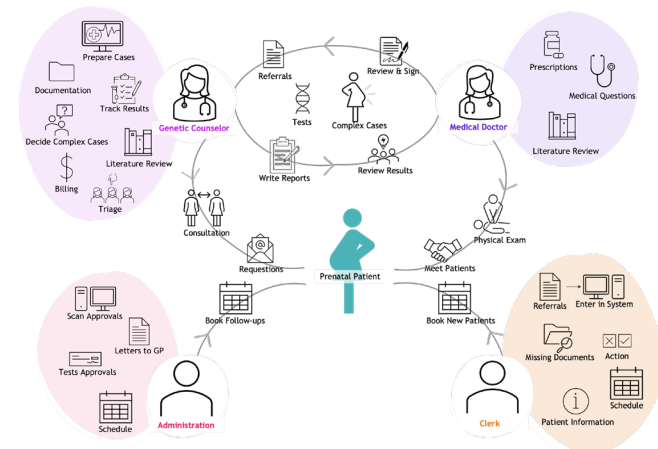 Prepare Cases
Documentation
Track Results
Decide Complex Cases
Literature Review
Billing
Triage
Genetic Counselor
Referrals
Review & Sign
Tests
Complex Cases
Write Reports
Review Results
Medical Doctor
Prescriptions
Medical Questions
Literature Review
Consultation
Requestions
Prenatal Patient
Physical Exam
Meet Patients
Book Follow-ups
Book New Patients
Scan Approvals
Letters to GP
Tests Approvals
Schedule
Administration
Referrals
Enter in System
Missing Documents
Action
Schedule
Patient Information
Clerk